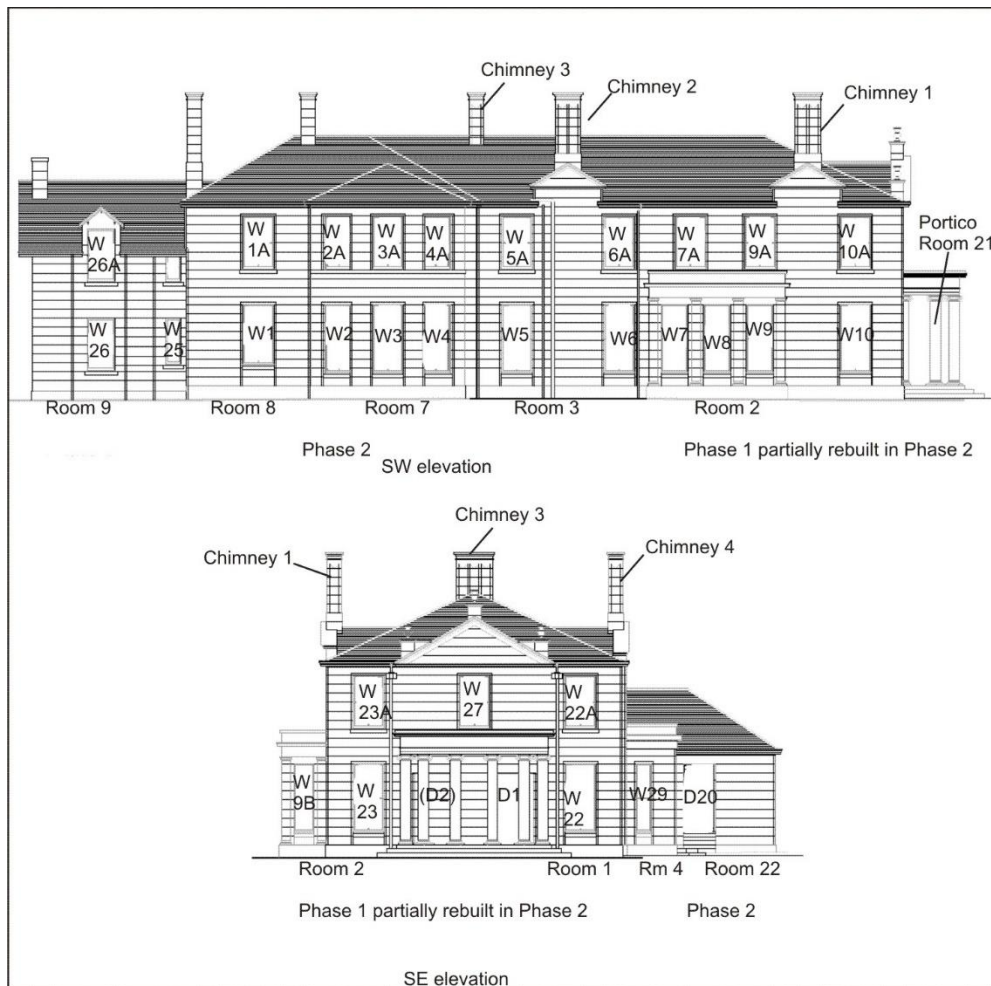 Chimney 3
Chimney 2
Chimney 1
Portico
Room 21
W
1A
W
2A
W
3A
W
4A
W
5A
W
6A
W
7A
W
9A
W
10A
W
26A
W
26
W
25
W1
W2
W3
W4
W5
W6
W7
W8
W9
W10
Room 9
Room 8
Room 7
Room 3
Room 2
Phase 2
Phase 1 partially rebuilt in Phase 2
SW elevation
Chimney 3
Chimney 1
Chimney 4
W
23A
W
27
W
22A
W
9B
W
23
(D2)
D1
W
22
W29
D20
Room 2
Room 1
Rm 4
Room 22
Phase 1 partially rebuilt in Phase 2
Phase 2
SE elevation